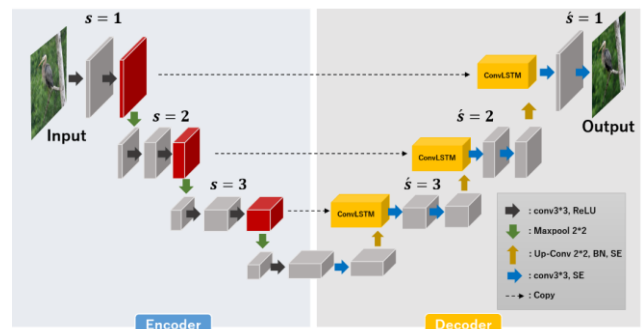 s = 1
ś = 1
ConvLSTM
Input
Output
s = 2
ś = 2
ConvLSTM
s = 3
ś = 3
ConvLSTM
: conv3*3, ReLU
: Maxpool 2*2
: Up-Conv 2*2, BN, SE
: conv3*3, SE
: Copy
Encoder
Decoder